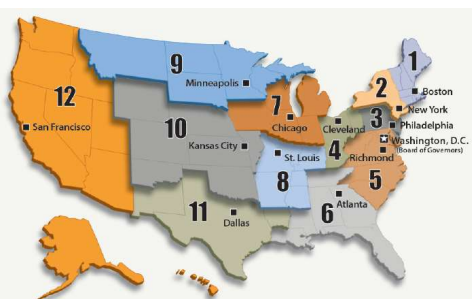 1
9
Minneapolis
2
Boston
12
7
New York
3
Philadelphia
10
Chicago
Cleveland
Washington, D.C.
(Board of Governors)
San Francisco
Kansas City
4
St. Louis
Richmond
8
5
11
6
Atlanta
Dallas